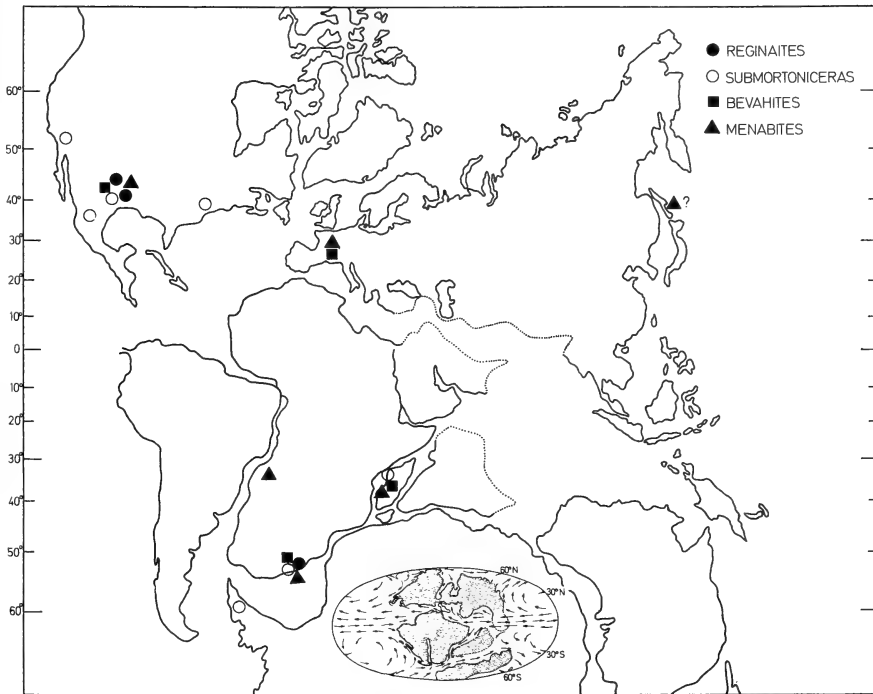 REGINAITES
SUBMORTONICERAS
BEVAHITES
MENABITES
60°
50°
40°
30°
20°
10°
0
10°
20°
30°
40°
50°
60°
?
60°N
30°N
30°S
60°S